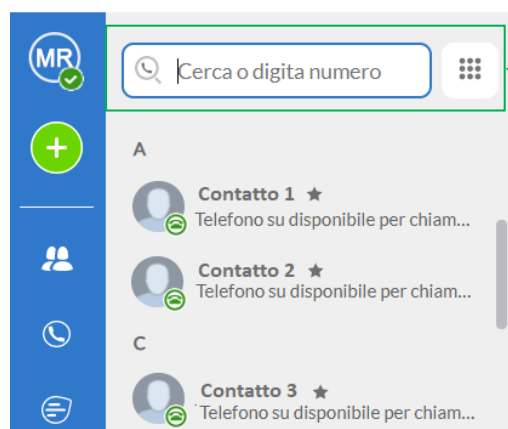 MR
Cerca o digita numero
A
Contatto 1
Telefono su disponibile per chiam...
Contatto 2
Telefono su disponibile per chiam...
C
Contatto 3
Telefono su disponibile per chiam...